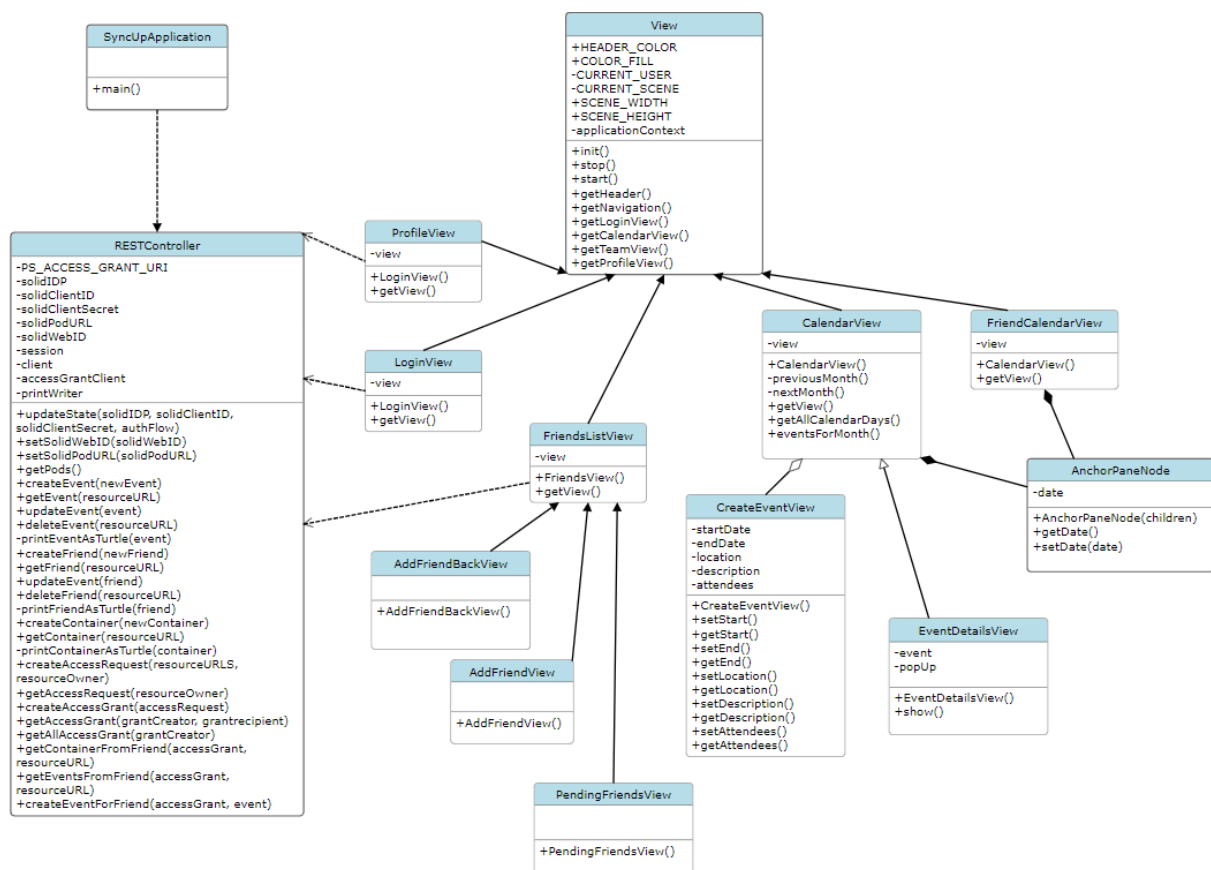 SyncUpApplication
+main()
View
+HEADER_COLOR
+COLOR_FILL
-CURRENT_USER
-CURRENT_SCENE
+SCENE_WIDTH
+SCENE_HEIGHT
-applicationContext
+init()
+stop()
+start()
+getHeader()
+getNavigation()
+getLoginView()
+getCalendarView()
+getTeamView()
+getProfileView()
RESTController
-PS_ACCESS_GRANT_URI
-solidIDP
-solidClientID
-solidClientSecret
-solidPodURL
-solidWebID
-session
-client
-accessGrantClient
-printWriter
+updateState(solidIDP, solidClientID,
solidClientSecret, authFlow)
+setSolidWebID(solidWebID)
+setSolidPodURL(solidPodURL)
+getPods()
+createEvent(newEvent)
+getEvent(resourceURL)
+updateEvent(event)
+deleteEvent(resourceURL)
-printEventAsTurtle(event)
+createFriend(newFriend)
+getFriend(resourceURL)
+updateEvent(friend)
+deleteFriend(resourceURL)
-printFriendAsTurtle(friend)
+createContainer(newContainer)
+getContainer(resourceURL)
-printContainerAsTurtle(container)
+createAccessRequest(resourceURLS,
resourceOwner)
+getAccessRequest(resourceOwner)
+createAccessGrant(accessRequest)
+getAccessGrant(grantCreator, grantrecipient)
+getAllAccessGrant(grantCreator)
+getContainerFromFriend(accessGrant,
resourceURL)
+getEventsFromFriend(accessGrant,
resourceURL)
+createEventForFriend(accessGrant, event)
ProfileView
-view
+LoginView()
+getView()
LoginView
-view
+LoginView()
+getView()
FriendsListView
-view
+FriendsView()
+getView()
CalendarView
-view
+CalendarView()
-previousMonth()
-nextMonth()
+getView()
+getAllCalendarDays()
+eventsForMonth()
FriendCalendarView
-view
+CalendarView()
+getView()
AnchorPaneNode
-date
+AnchorPaneNode(children)
+getDate()
+setDate(date)
CreateEventView
-startDate
-endDate
-location
-description
-attendees
+CreateEventView()
+setStart()
+getStart()
+setEnd()
+getEnd()
+setLocation()
+getLocation()
+setDescription()
+getDescription()
+setAttendees()
+getAttendees()
AddFriendBackView
+AddFriendBackView()
EventDetailsView
-event
-popUp
+EventDetailsView()
+show()
AddFriendView
+AddFriendView()
PendingFriendsView
+PendingFriendsView()